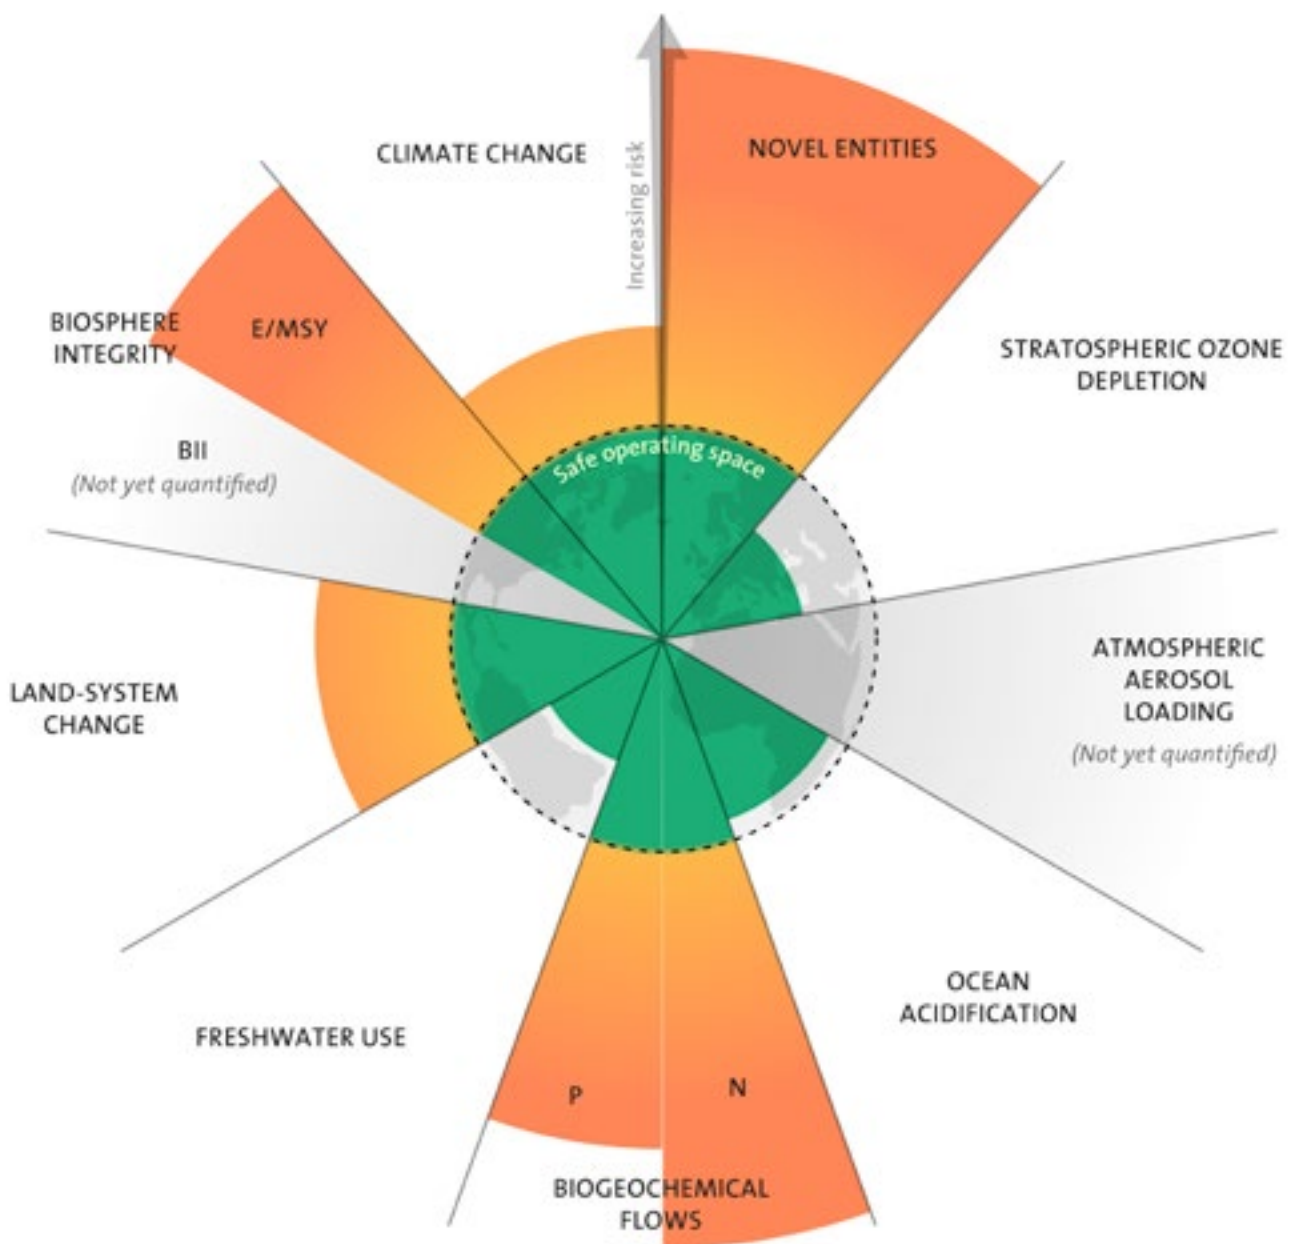 CLIMATE CHANGE
NOVEL ENTITIES
Increasing risk
BIOSPHERE
INTEGRITY
E/MSY
STRATOSPHERIC OZONE
DEPLETION
BII
(Not yet quantified)
Safe operating space
LAND-SYSTEM
CHANGE
ATMOSPHERIC
AEROSOL
LOADING
(Not yet quantified)
FRESHWATER USE
OCEAN
ACIDIFICATION
P
N
BIOGEOCHEMICAL
FLOWS